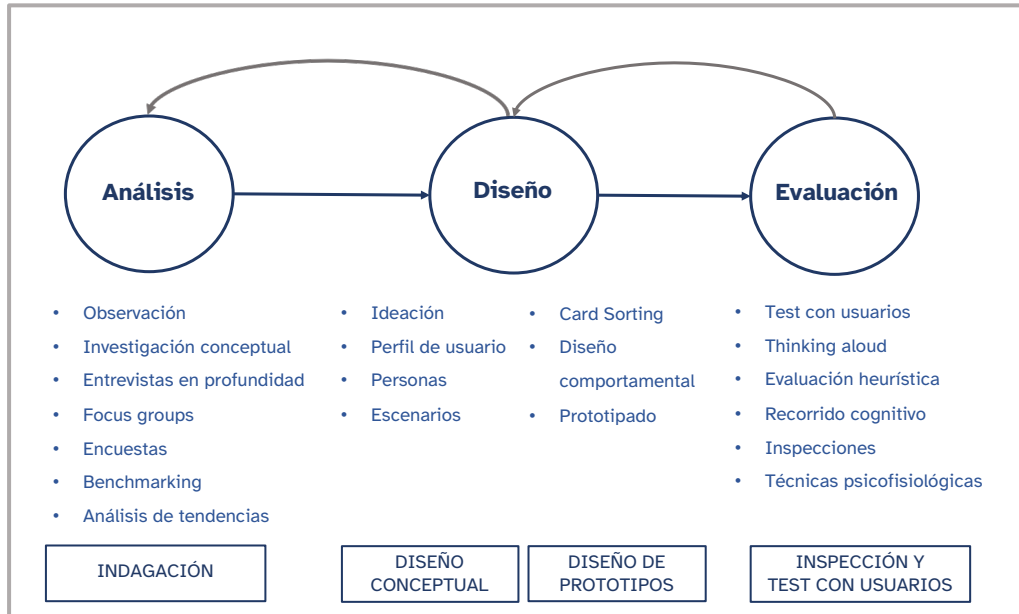 Análisis
Diseño
Evaluación
• Observación
• Investigación conceptual
• Entrevistas en profundidad
• Focus groups
• Encuestas
• Benchmarking
• Análisis de tendencias
• Ideación
• Perfil de usuario
• Personas
• Escenarios
• Card Sorting
• Diseño
comportamental
• Prototipado
• Test con usuarios
• Thinking aloud
• Evaluación heurística
• Recorrido cognitivo
• Inspecciones
• Técnicas psicofisiológicas
INDAGACIÓN
DISEÑO
CONCEPTUAL
DISEÑO DE
PROTOTIPOS
INSPECCIÓN Y
TEST CON USUARIOS